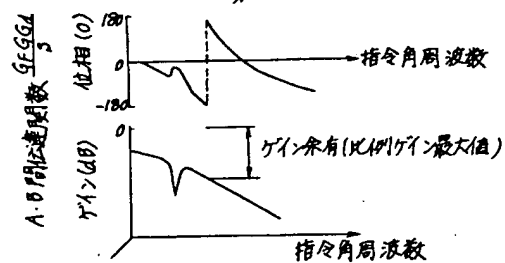 A.B間伝達関数 GFGGd/S
位相(0)
180
0
-180
指令角周波数
ゲイン(dB)
0
ゲイン余有(比例ゲイン最大値)
指令角周波数